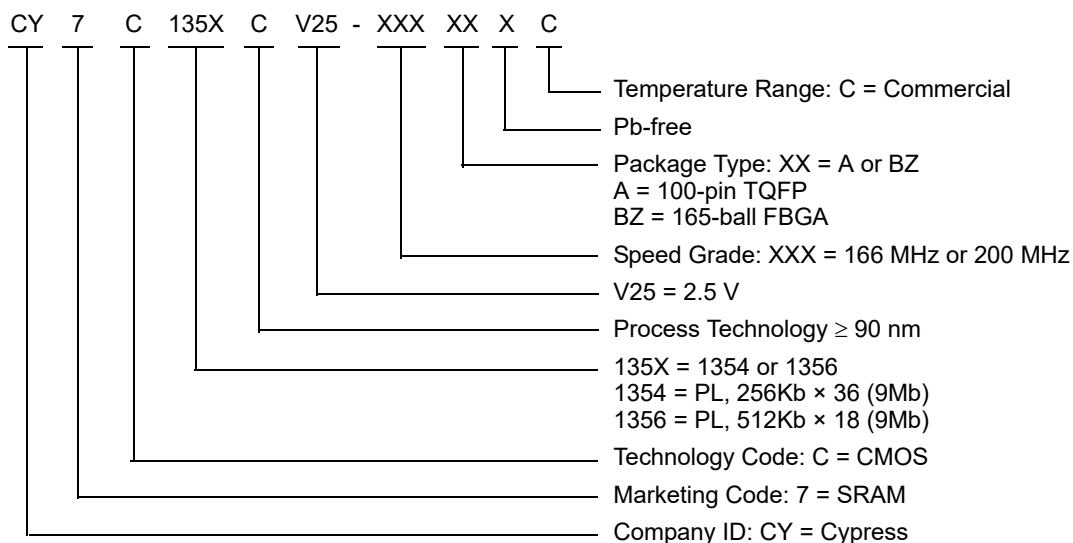 CY 7 C 135X C V25 - XXX XX X C
Temperature Range: C = Commercial
Pb-free
Package Type: XX = A or BZ
A = 100-pin TQFP
BZ = 165-ball FBGA
Speed Grade: XXX = 166 MHz or 200 MHz
V25 = 2.5 V
Process Technology ≥ 90 nm
135X = 1354 or 1356
1354 = PL, 256Kb × 36 (9Mb)
1356 = PL, 512Kb × 18 (9Mb)
Technology Code: C = CMOS
Marketing Code: 7 = SRAM
Company ID: CY = Cypress